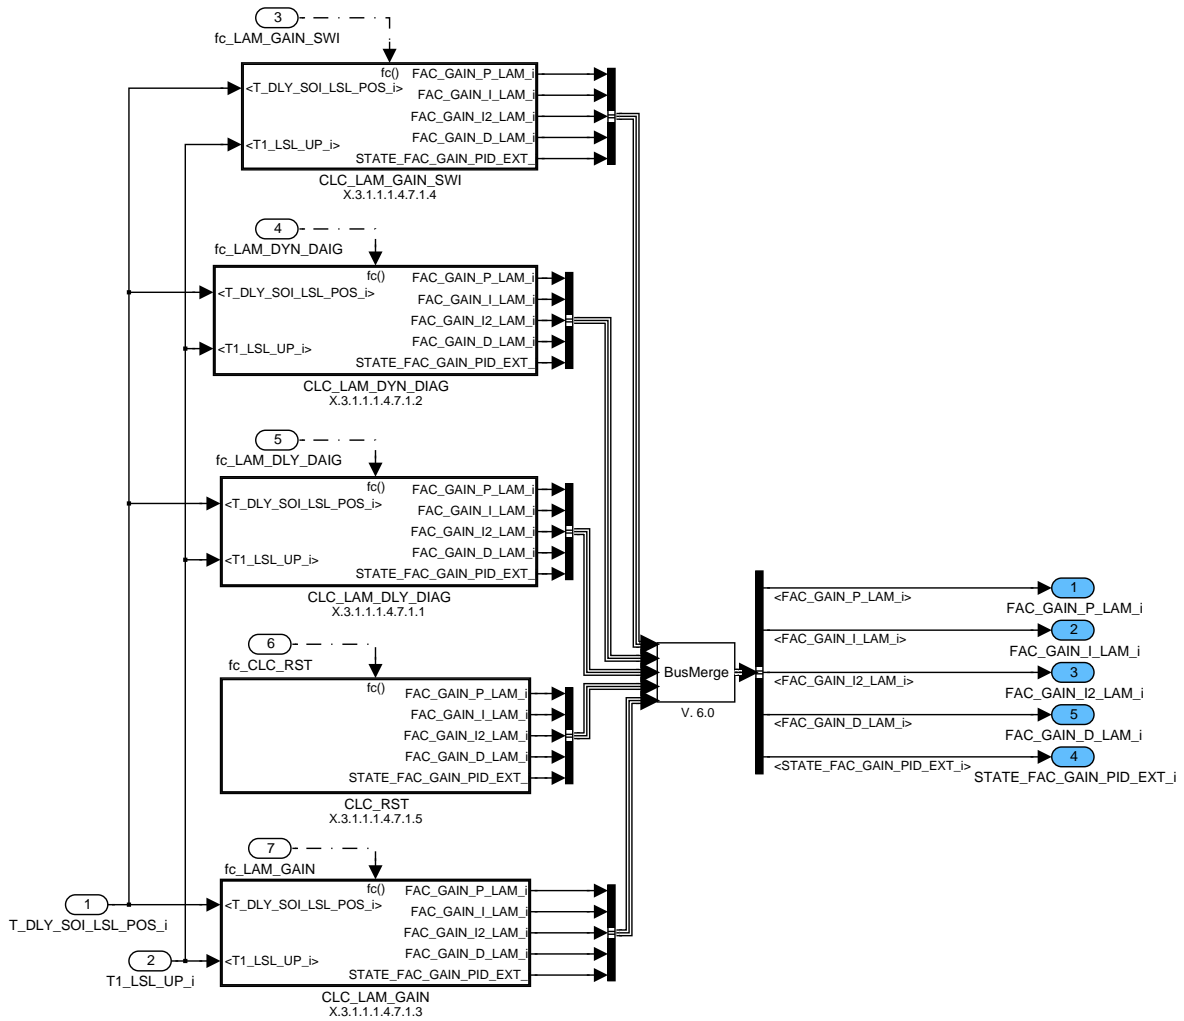 3
fc_LAM_GAIN_SWI
fc()
<T_DLY_SOI_LSL_POS_i>
<T1_LSL_UP_i>
FAC_GAIN_P_LAM_i
FAC_GAIN_I_LAM_i
FAC_GAIN_I2_LAM_i
FAC_GAIN_D_LAM_i
STATE_FAC_GAIN_PID_EXT_
CLC_LAM_GAIN_SWI
X.3.1.1.1.4.7.1.4
4
fc_LAM_DYN_DAIG
fc()
<T_DLY_SOI_LSL_POS_i>
<T1_LSL_UP_i>
FAC_GAIN_P_LAM_i
FAC_GAIN_I_LAM_i
FAC_GAIN_I2_LAM_i
FAC_GAIN_D_LAM_i
STATE_FAC_GAIN_PID_EXT_
CLC_LAM_DYN_DIAG
X.3.1.1.1.4.7.1.2
5
fc_LAM_DLY_DAIG
fc()
<T_DLY_SOI_LSL_POS_i>
<T1_LSL_UP_i>
FAC_GAIN_P_LAM_i
FAC_GAIN_I_LAM_i
FAC_GAIN_I2_LAM_i
FAC_GAIN_D_LAM_i
STATE_FAC_GAIN_PID_EXT_
CLC_LAM_DLY_DIAG
X.3.1.1.1.4.7.1.1
6
fc_CLC_RST
fc()
FAC_GAIN_P_LAM_i
FAC_GAIN_I_LAM_i
FAC_GAIN_I2_LAM_i
FAC_GAIN_D_LAM_i
STATE_FAC_GAIN_PID_EXT_
CLC_RST
X.3.1.1.1.4.7.1.5
7
fc_LAM_GAIN
fc()
<T_DLY_SOI_LSL_POS_i>
<T1_LSL_UP_i>
FAC_GAIN_P_LAM_i
FAC_GAIN_I_LAM_i
FAC_GAIN_I2_LAM_i
FAC_GAIN_D_LAM_i
STATE_FAC_GAIN_PID_EXT_
CLC_LAM_GAIN
X.3.1.1.1.4.7.1.3
1
T_DLY_SOI_LSL_POS_i
2
T1_LSL_UP_i
BusMerge
V. 6.0
<FAC_GAIN_P_LAM_i>
1
FAC_GAIN_P_LAM_i
<FAC_GAIN_I_LAM_i>
2
FAC_GAIN_I_LAM_i
<FAC_GAIN_I2_LAM_i>
3
FAC_GAIN_I2_LAM_i
<FAC_GAIN_D_LAM_i>
5
FAC_GAIN_D_LAM_i
<STATE_FAC_GAIN_PID_EXT_i>
4
STATE_FAC_GAIN_PID_EXT_i